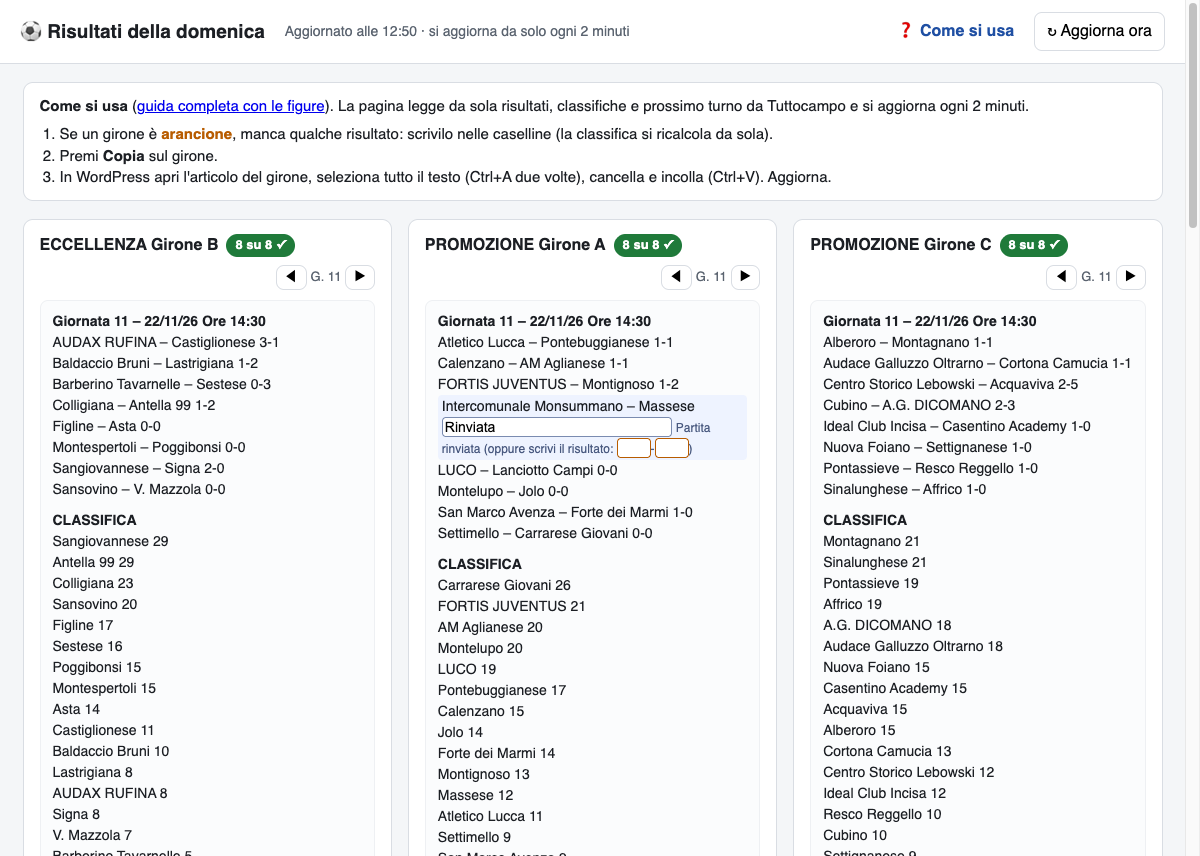 Risultati della domenica
Aggiornato alle 12:50 · si aggiorna da solo ogni 2 minuti
❓ Come si usa
↻ Aggiorna ora
Come si usa (guida completa con le figure). La pagina legge da sola risultati, classifiche e prossimo turno da Tuttocampo e si aggiorna ogni 2 minuti.
1. Se un girone è arancione, manca qualche risultato: scrivilo nelle caselline (la classifica si ricalcola da sola).
2. Premi Copia sul girone.
3. In WordPress apri l'articolo del girone, seleziona tutto il testo (Ctrl+A due volte), cancella e incolla (Ctrl+V). Aggiorna.
ECCELLENZA Girone B 8 su 8 ✓
◀ G. 11 ▶
Giornata 11 – 22/11/26 Ore 14:30
AUDAX RUFINA – Castiglionese 3-1
Baldaccio Bruni – Lastrigiana 1-2
Barberino Tavarnelle – Sestese 0-3
Colligiana – Antella 99 1-2
Figline – Asta 0-0
Montespertoli – Poggibonsi 0-0
Sangiovannese – Signa 2-0
Sansovino – V. Mazzola 0-0
CLASSIFICA
Sangiovannese 29
Antella 99 29
Colligiana 23
Sansovino 20
Figline 17
Sestese 16
Poggibonsi 15
Montespertoli 15
Asta 14
Castiglionese 11
Baldaccio Bruni 10
Lastrigiana 8
AUDAX RUFINA 8
Signa 8
V. Mazzola 7
Barberino Tavarnelle 5
PROMOZIONE Girone A 8 su 8 ✓
◀ G. 11 ▶
Giornata 11 – 22/11/26 Ore 14:30
Atletico Lucca – Pontebuggianese 1-1
Calenzano – AM Aglianese 1-1
FORTIS JUVENTUS – Montignoso 1-2
Intercomunale Monsummano – Massese
Rinviata Partita
rinviata (oppure scrivi il risultato: - )
LUCO – Lanciotto Campi 0-0
Montelupo – Jolo 0-0
San Marco Avenza – Forte dei Marmi 1-0
Settimello – Carrarese Giovani 0-0
CLASSIFICA
Carrarese Giovani 26
FORTIS JUVENTUS 21
AM Aglianese 20
Montelupo 20
LUCO 19
Pontebuggianese 17
Calenzano 15
Jolo 14
Forte dei Marmi 14
Montignoso 13
Massese 12
Atletico Lucca 11
Settimello 9
San Marco Avenza 9
PROMOZIONE Girone C 8 su 8 ✓
◀ G. 11 ▶
Giornata 11 – 22/11/26 Ore 14:30
Alberoro – Montagnano 1-1
Audace Galluzzo Oltrarno – Cortona Camucia 1-1
Centro Storico Lebowski – Acquaviva 2-5
Cubino – A.G. DICOMANO 2-3
Ideal Club Incisa – Casentino Academy 1-0
Nuova Foiano – Settignanese 1-0
Pontassieve – Resco Reggello 1-0
Sinalunghese – Affrico 1-0
CLASSIFICA
Montagnano 21
Sinalunghese 21
Pontassieve 19
Affrico 19
A.G. DICOMANO 18
Audace Galluzzo Oltrarno 18
Nuova Foiano 15
Casentino Academy 15
Acquaviva 15
Alberoro 15
Cortona Camucia 13
Centro Storico Lebowski 12
Ideal Club Incisa 12
Resco Reggello 10
Cubino 10
Settignanese 9